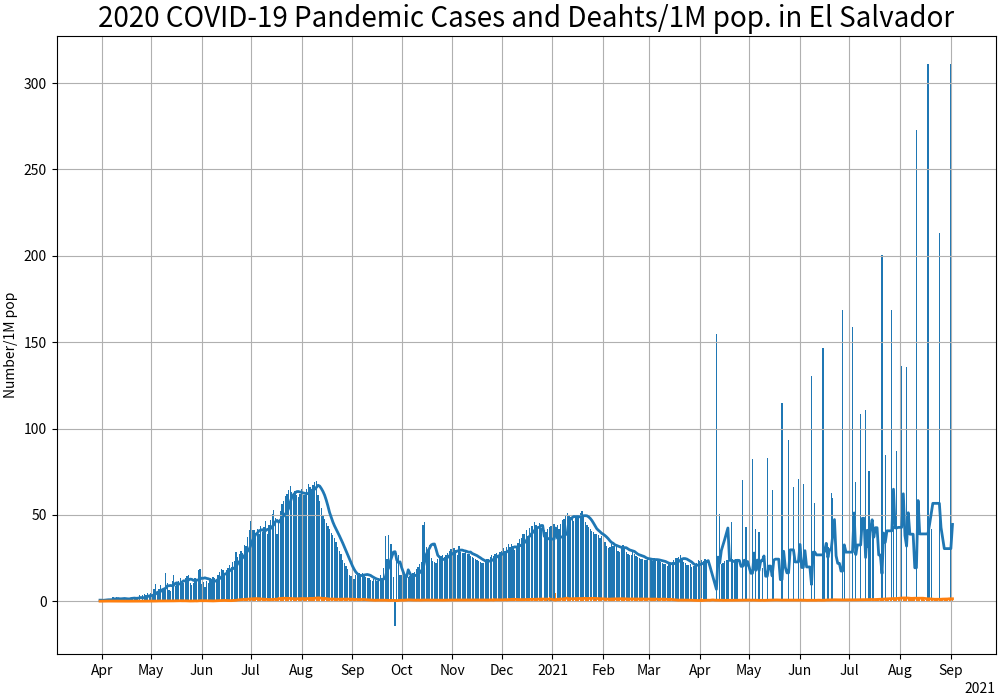 2020 COVID-19 Pandemic Cases and Deahts/1M pop. in El Salvador
Number/1M pop
300
250
200
150
100
50
0
Apr May Jun Jul Aug Sep Oct Nov Dec 2021 Feb Mar Apr May Jun Jul Aug Sep
2021